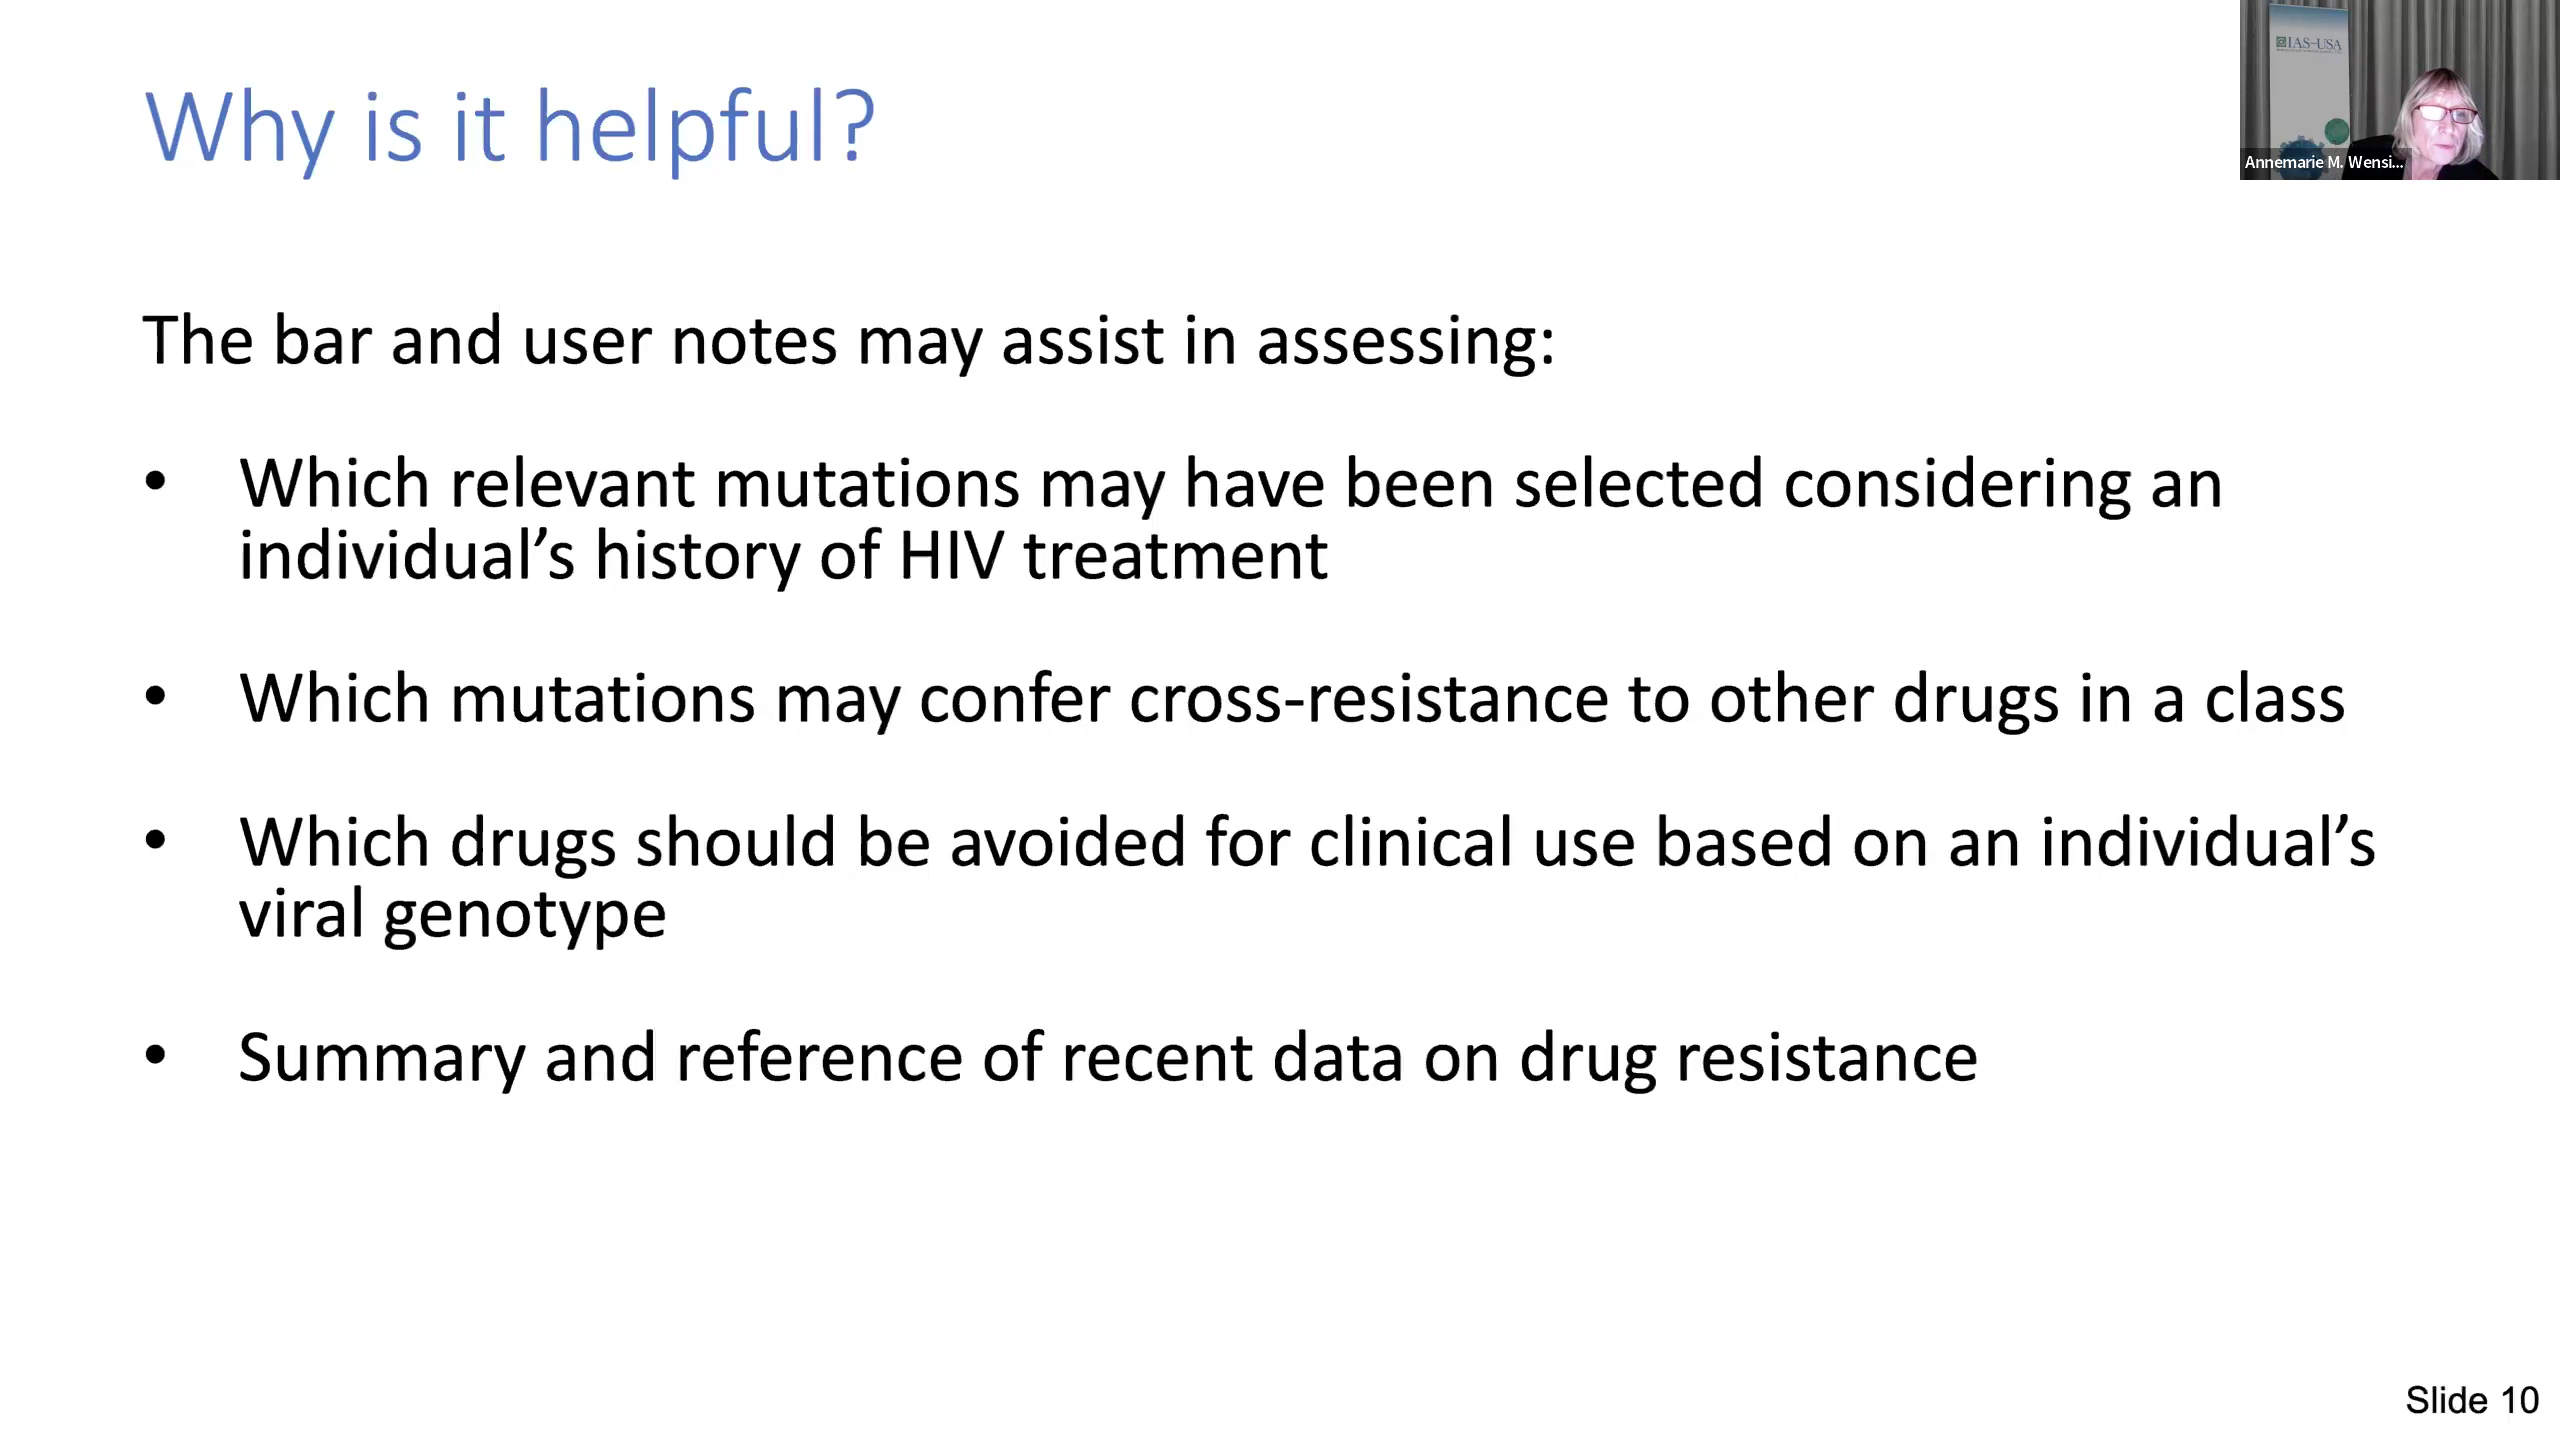 Why is it helpful?
IAS–USA
Annemarie M. Wensi...
The bar and user notes may assist in assessing:
• Which relevant mutations may have been selected considering an
individual’s history of HIV treatment
• Which mutations may confer cross-resistance to other drugs in a class
• Which drugs should be avoided for clinical use based on an individual’s
viral genotype
• Summary and reference of recent data on drug resistance
Slide 10